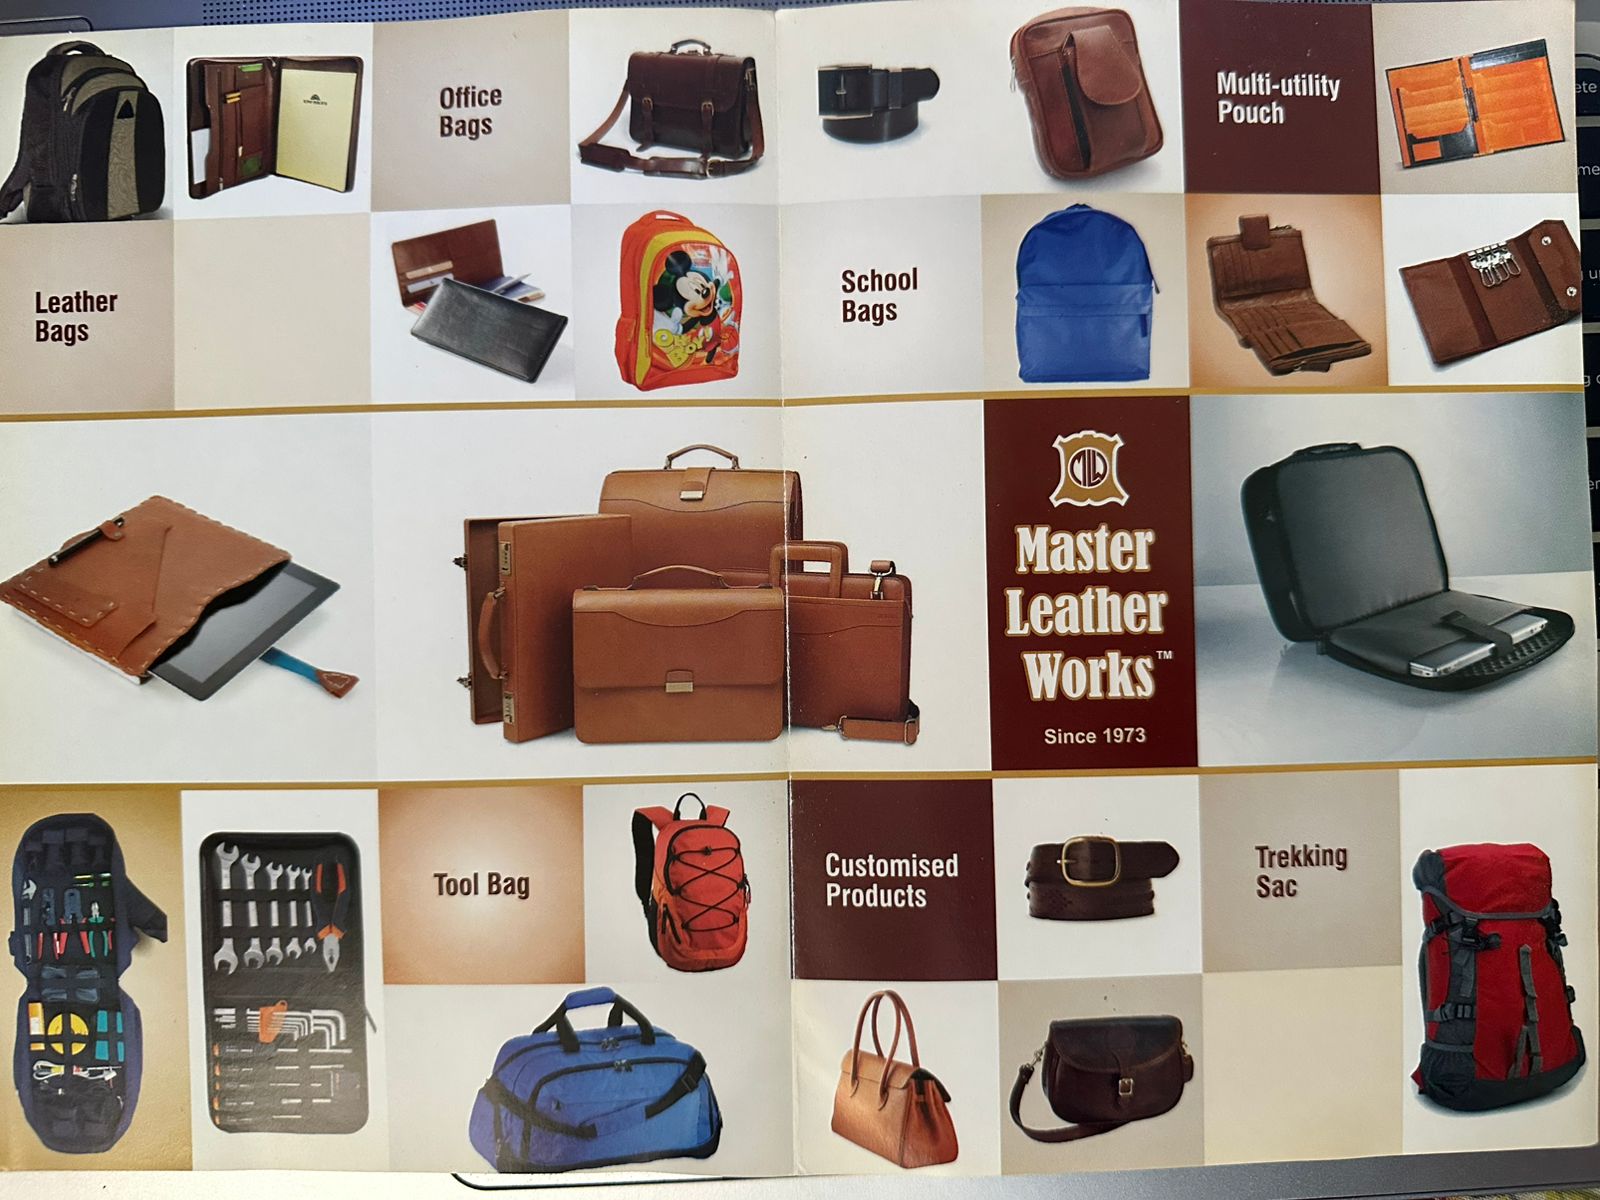 Office
Bags
Multi-utility
Pouch
Leather
Bags
School
Bags
MLW
Master
Leather
Works™
Since 1973
Tool Bag
Customised
Products
Trekking
Sac